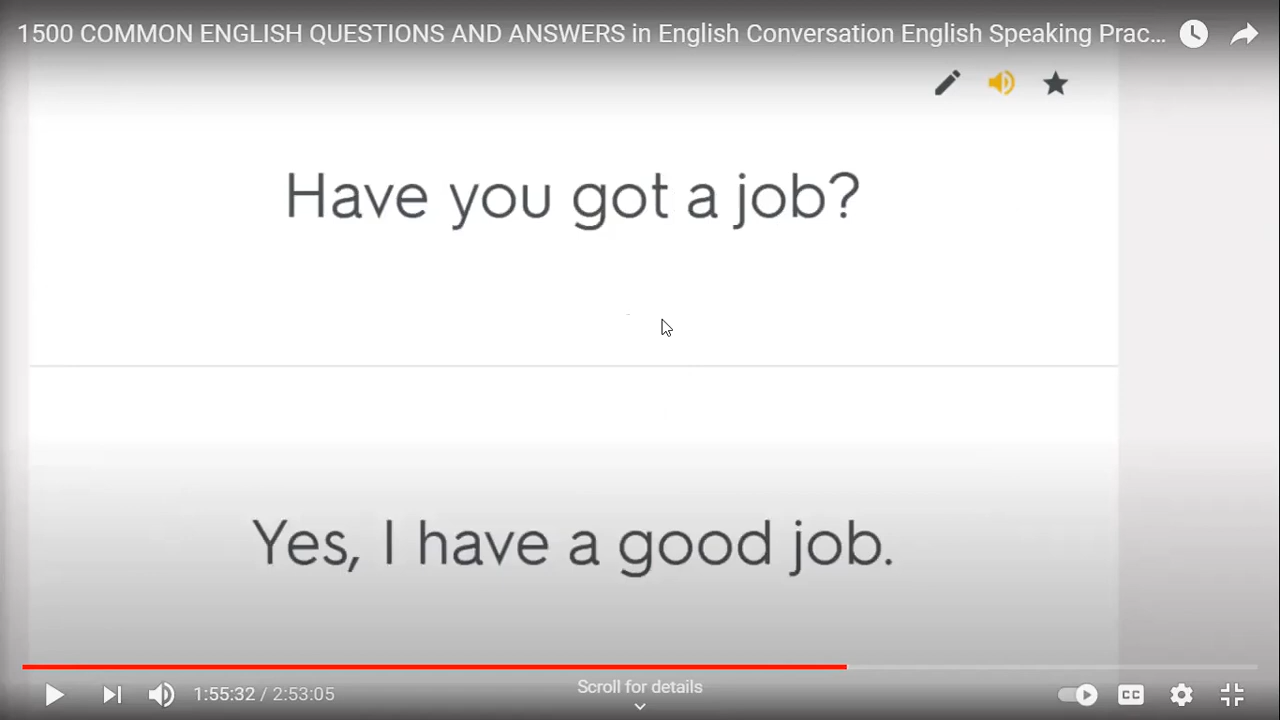 1500 COMMON ENGLISH QUESTIONS AND ANSWERS in English Conversation English Speaking Prac...
Have you got a job?
Yes, I have a good job.
Scroll for details
1:55:32 / 2:53:05
CC